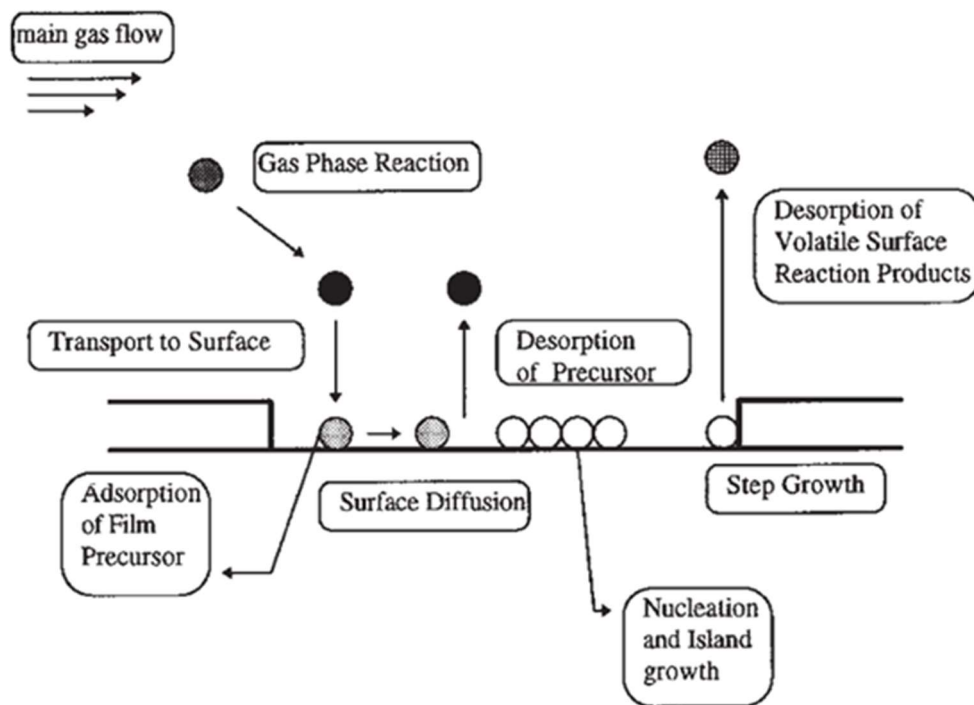 main gas flow
Gas Phase Reaction
Desorption of
Volatile Surface
Reaction Products
Transport to Surface
Desorption
of Precursor
Adsorption
of Film
Precursor
Surface Diffusion
Step Growth
Nucleation
and Island
growth